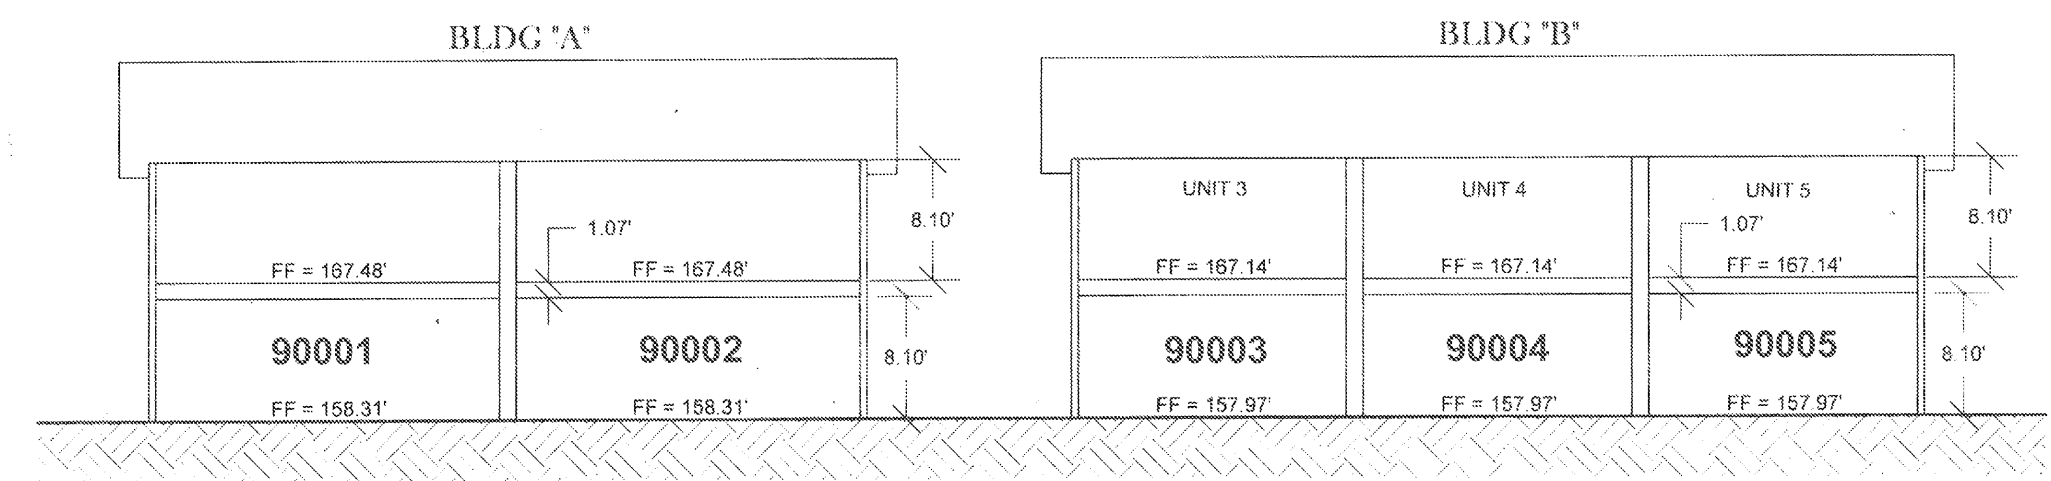 BLDG "A"
BLDG "B"
UNIT 3
UNIT 4
UNIT 5
1.07'
8.10'
1.07'
8.10'
FF = 167.48'
FF = 167.48'
FF = 167.14'
FF = 167.14'
FF = 167.14'
90001
90002
8.10'
90003
90004
90005
8.10'
FF = 158.31'
FF = 158.31'
FF = 157.97'
FF = 157.97'
FF = 157.97'